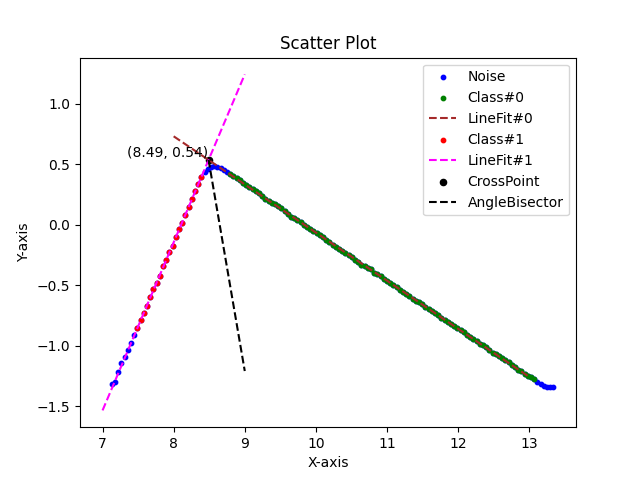 Scatter Plot
Noise
Class#0
LineFit#0
Class#1
LineFit#1
CrossPoint
AngleBisector
(8.49, 0.54)
Y-axis
1.0
0.5
0.0
−0.5
−1.0
−1.5
7 8 9 10 11 12 13
X-axis